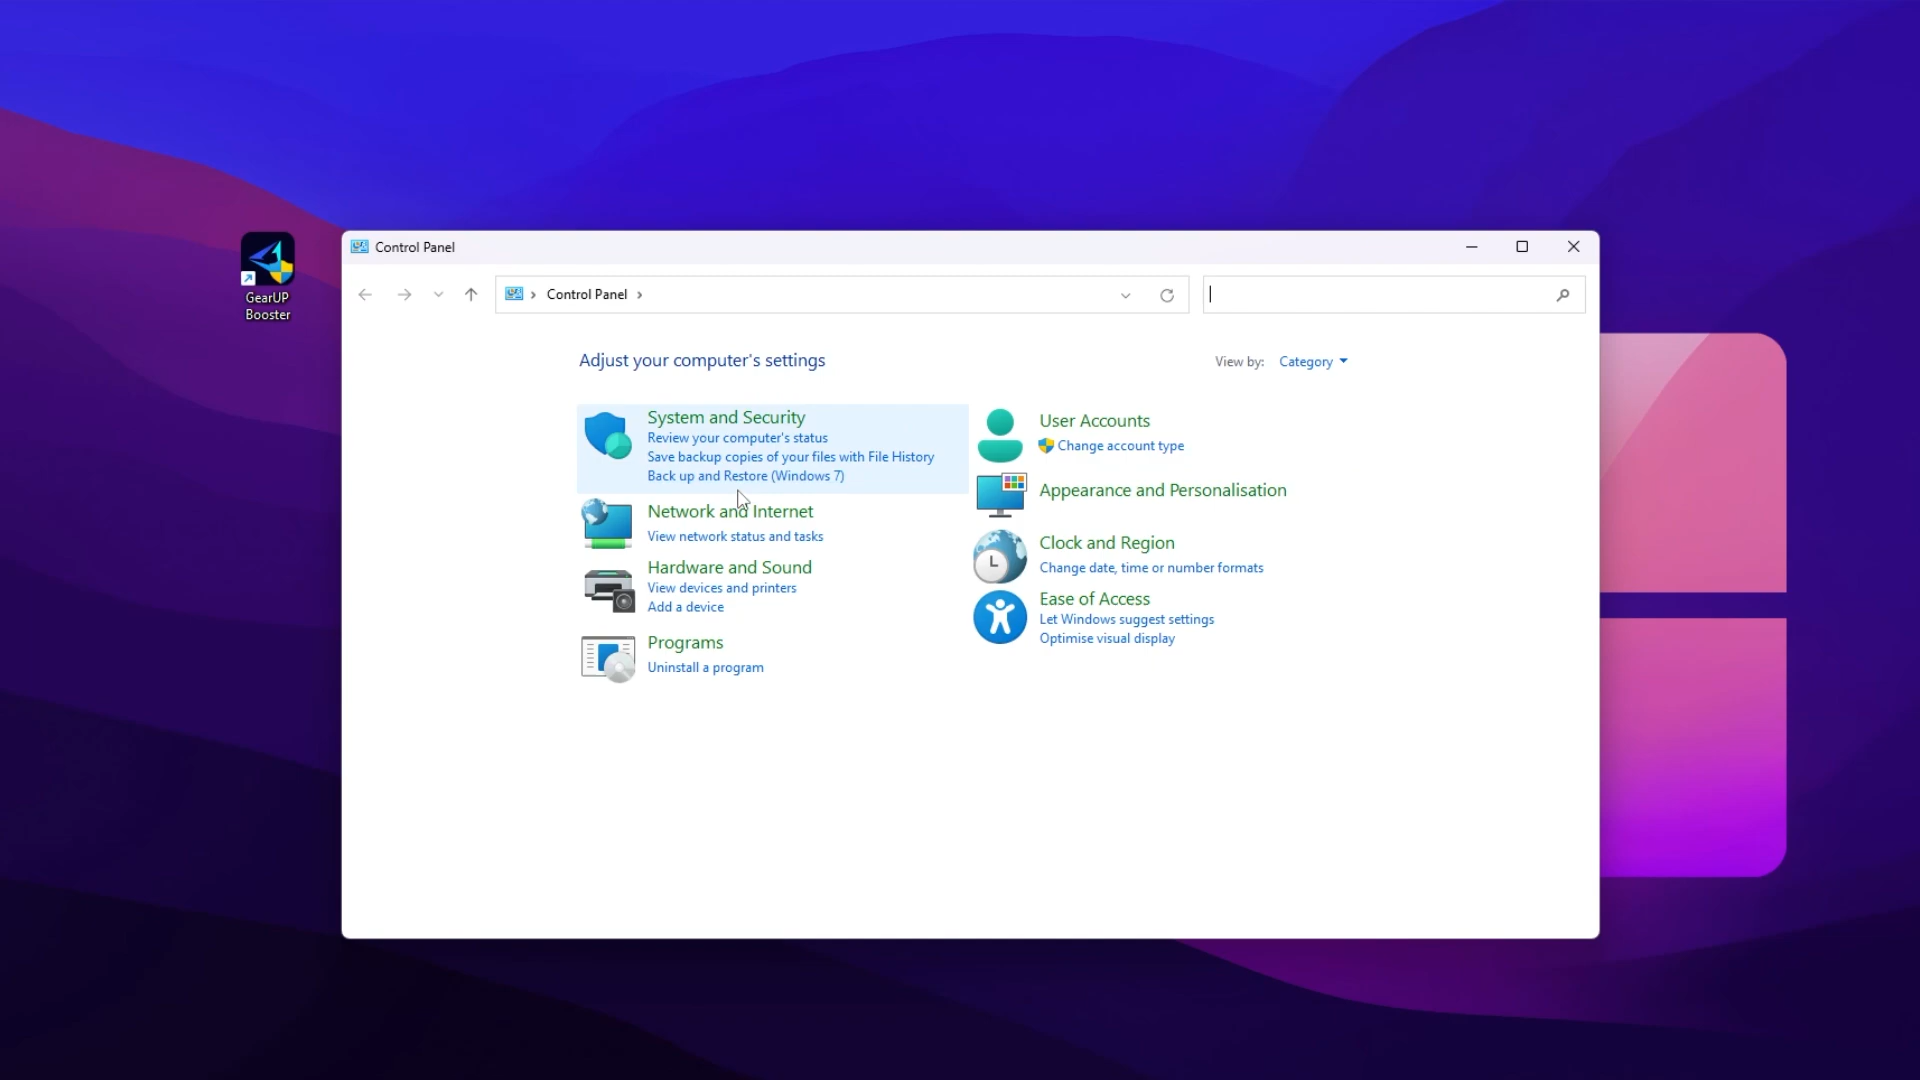 GearUP
Booster
Control Panel
Control Panel
Adjust your computer's settings
View by: Category
System and Security
Review your computer's status
Save backup copies of your files with File History
Back up and Restore (Windows 7)
Network and Internet
View network status and tasks
Hardware and Sound
View devices and printers
Add a device
Programs
Uninstall a program
User Accounts
Change account type
Appearance and Personalisation
Clock and Region
Change date, time or number formats
Ease of Access
Let Windows suggest settings
Optimise visual display